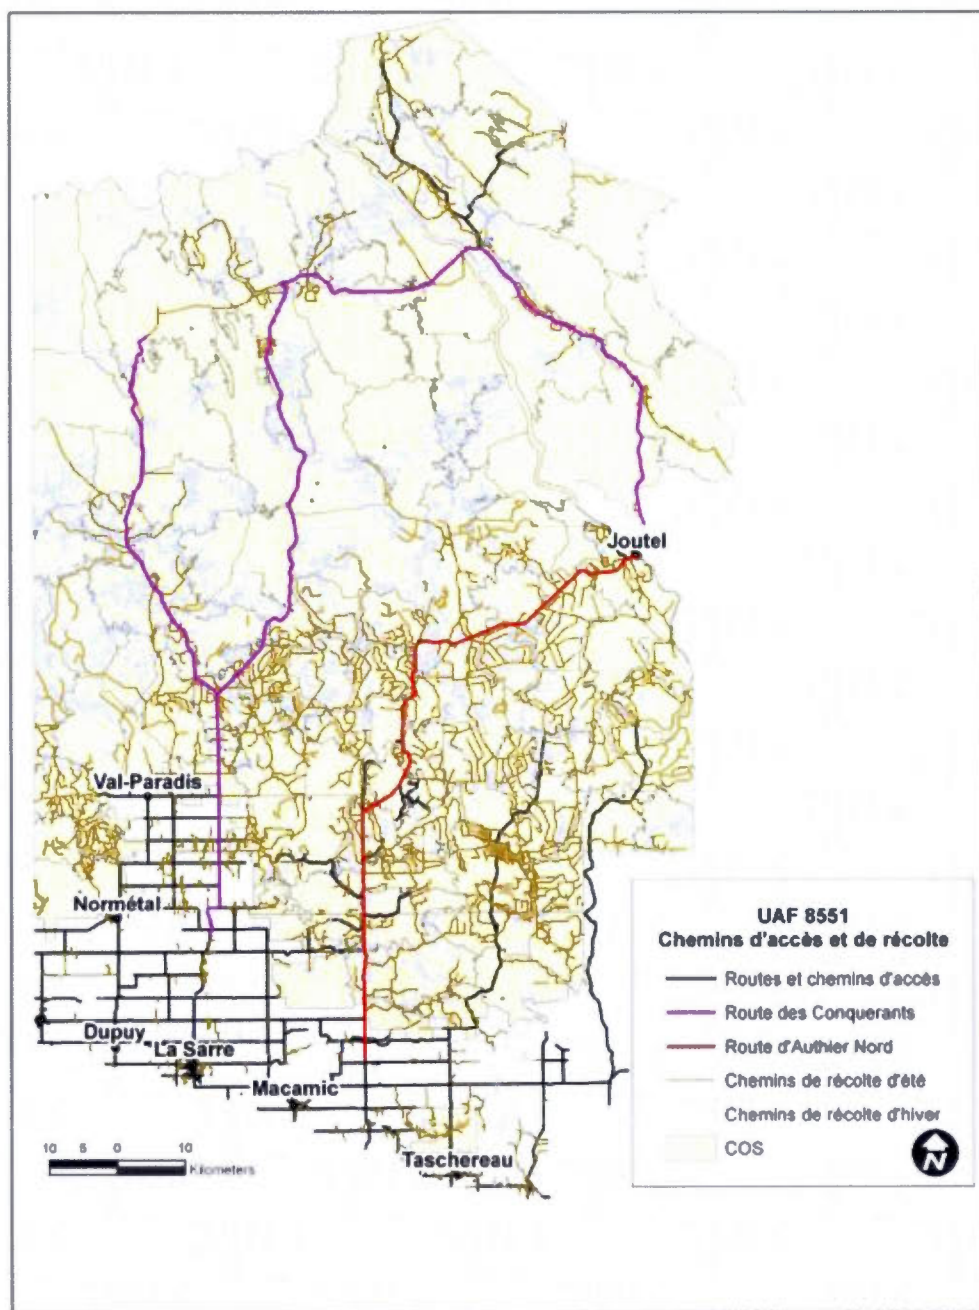 Joutel
Val-Paradis
Normétal
Dupuy
La Sarre
Macamic
Taschereau
10 5 0 10
Kilometers
UAF 8551
Chemins d'accès et de récolte
Routes et chemins d'accès
Route des Conquerants
Route d'Authier Nord
Chemins de récolte d'été
Chemins de récolte d'hiver
COS
N